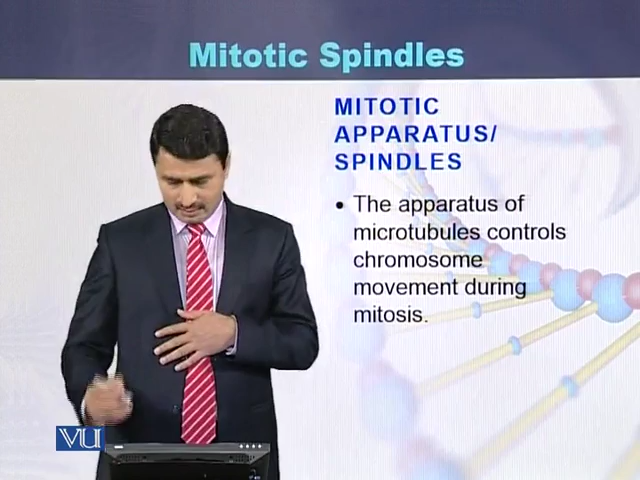 Mitotic Spindles
MITOTIC
APPARATUS/
SPINDLES
• The apparatus of
microtubules controls
chromosome
movement during
mitosis.
VU